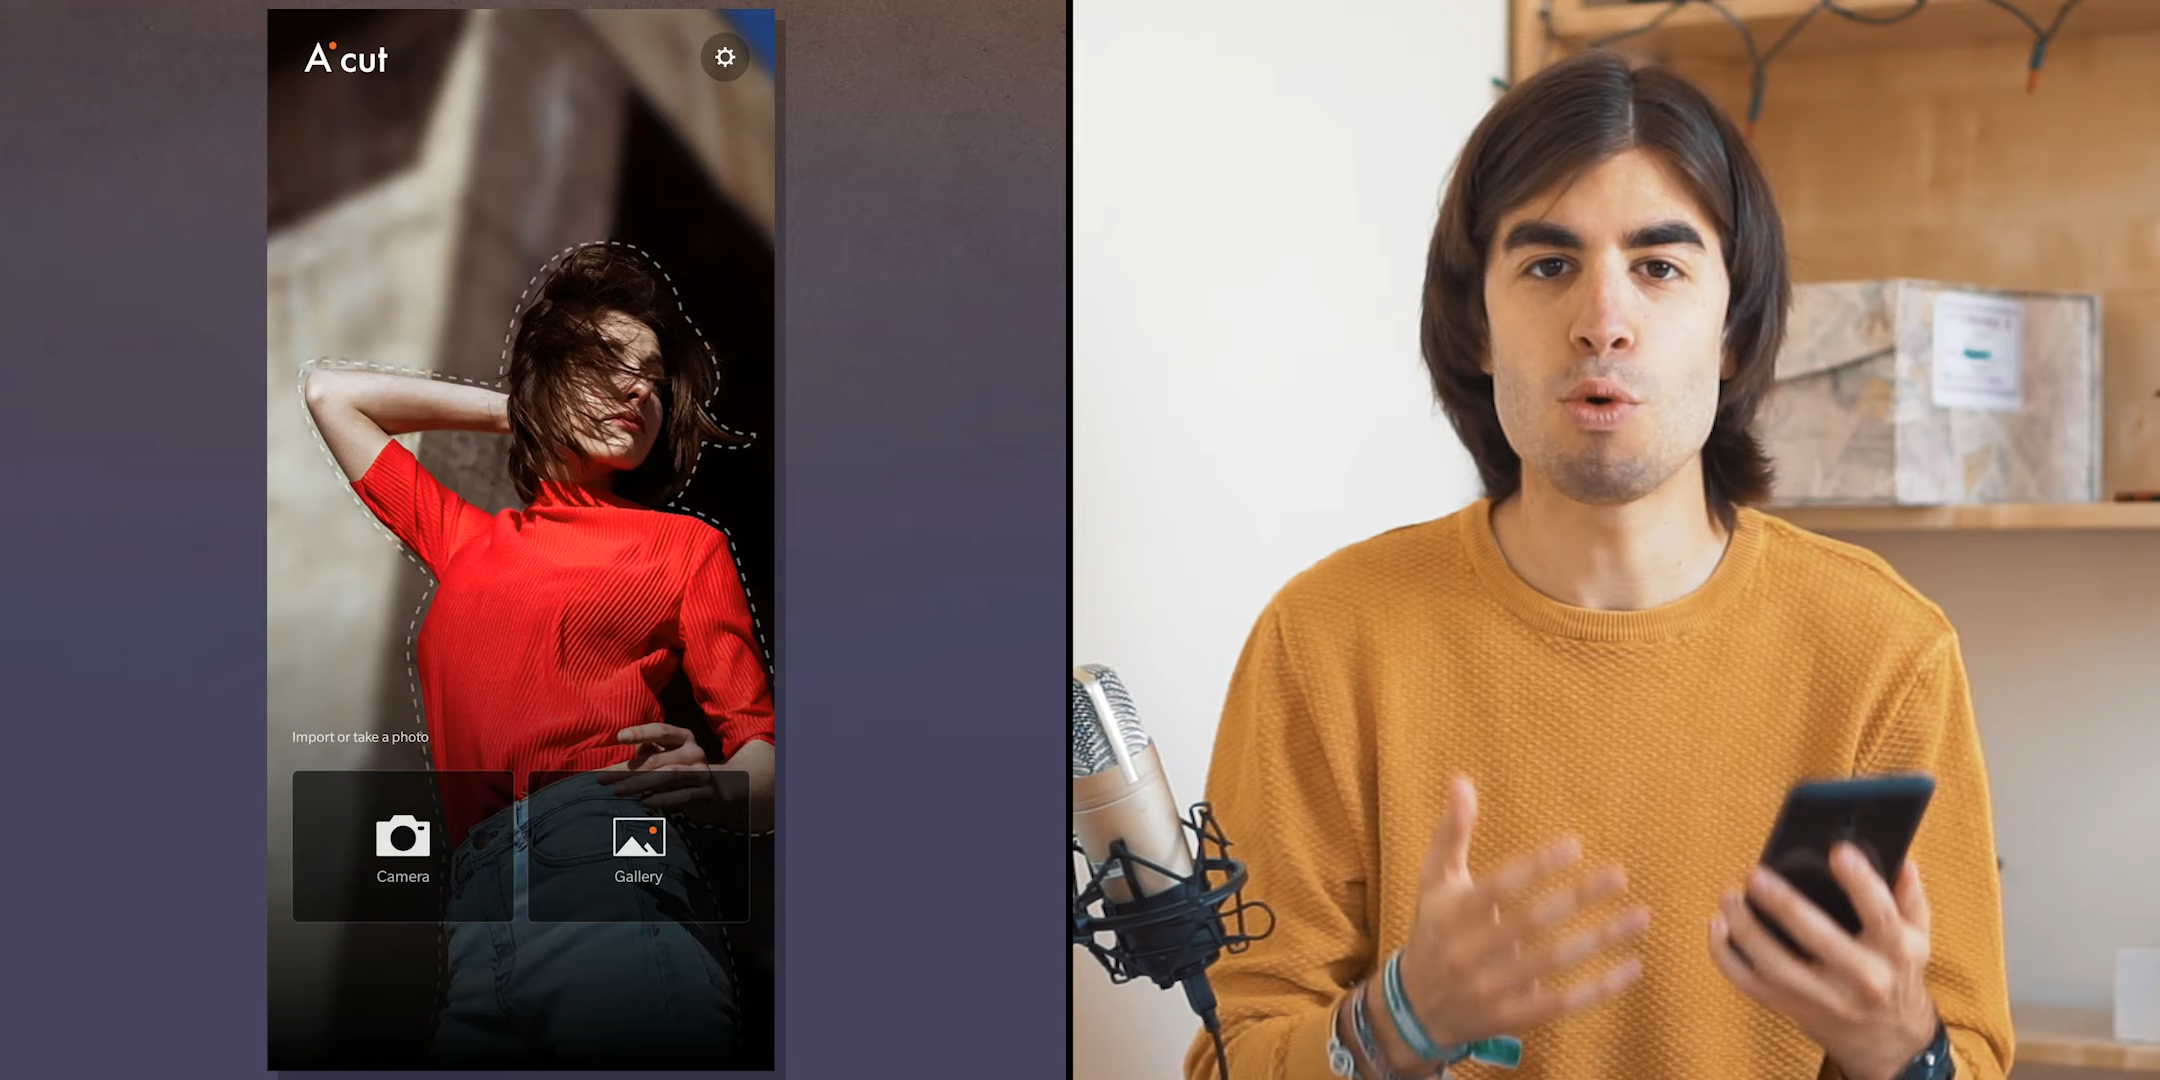 A cut
Import or take a photo
Camera
Gallery